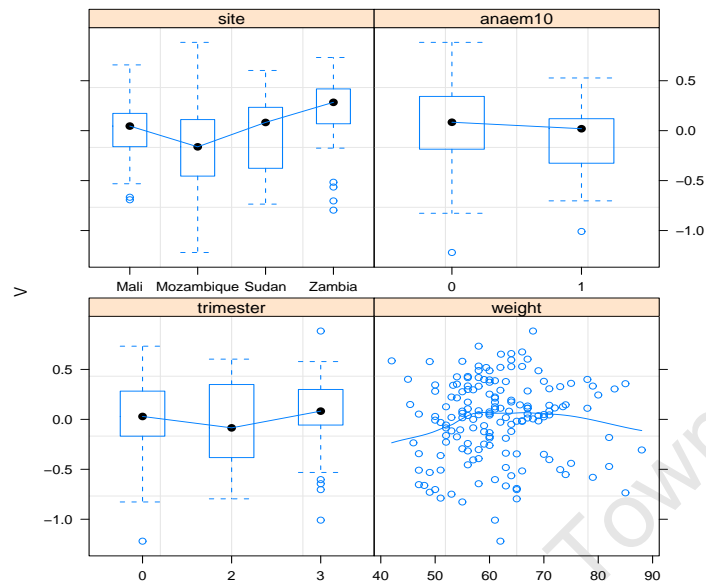 site anaem10
0.5
0.0
−0.5
−1.0
Mali Mozambique Sudan Zambia 0 1
V
trimester weight
0.5
0.0
−0.5
−1.0
0 2 3 40 50 60 70 80 90
Town